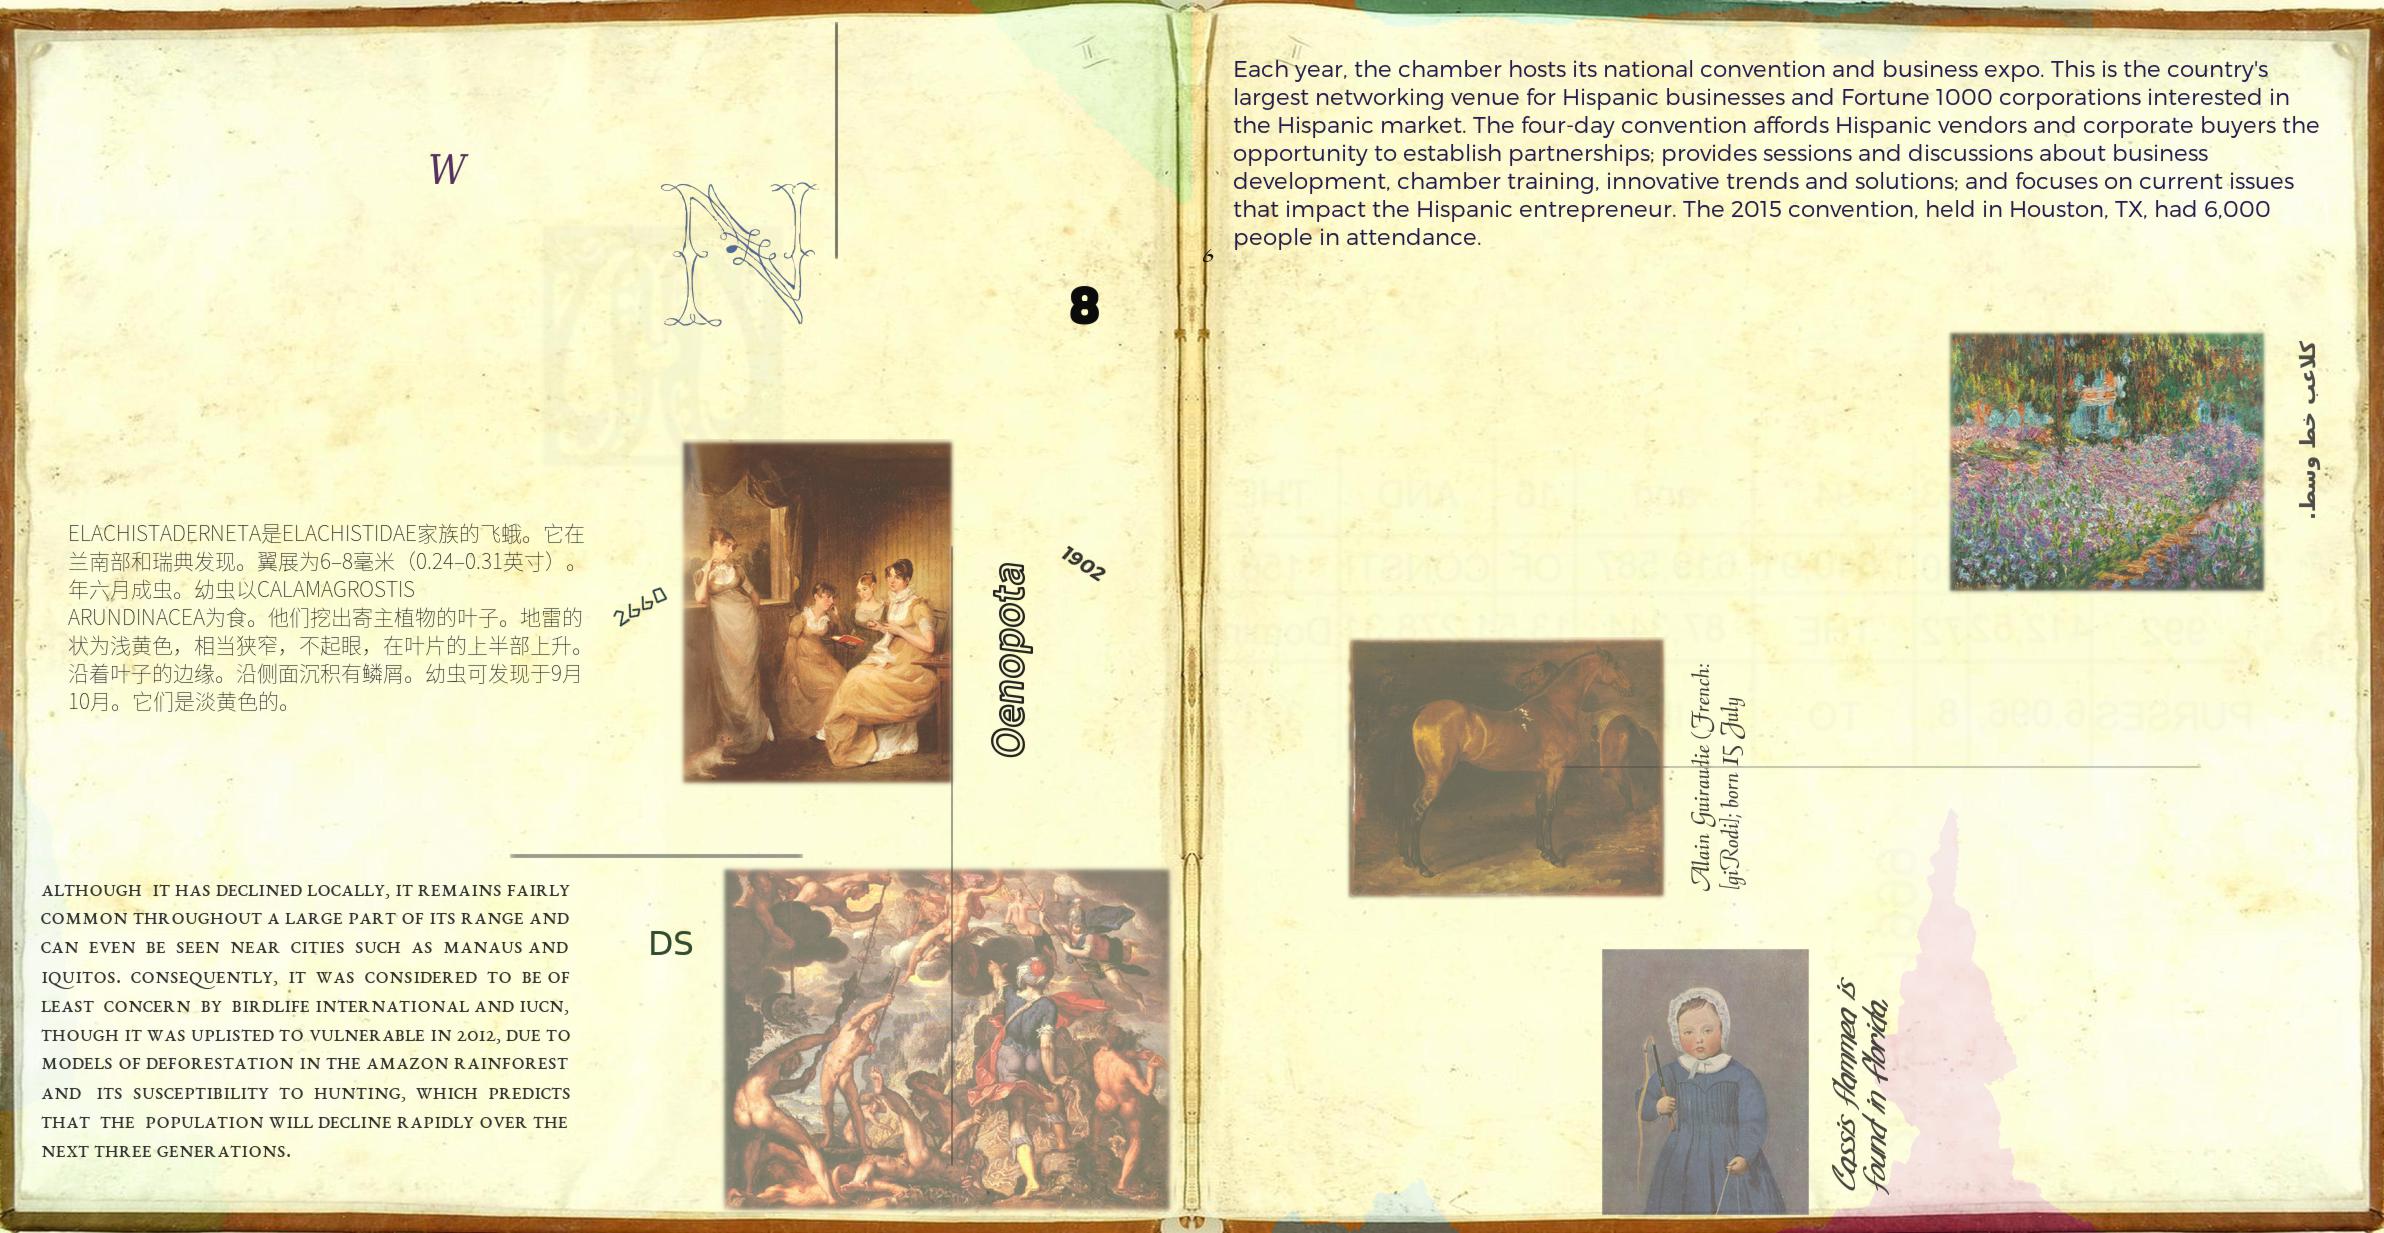 W
N
8
ELACHISTADERNETA是ELACHISTIDAE家族的飞蛾。它在
兰南部和瑞典发现。翼展为6–8毫米（0.24–0.31英寸）。
年六月成虫。幼虫以CALAMAGROSTIS
ARUNDINACEA为食。他们挖出寄主植物的叶子。地雷的
状为浅黄色，相当狭窄，不起眼，在叶片的上半部上升。
沿着叶子的边缘。沿侧面沉积有鳞屑。幼虫可发现于9月
10月。它们是淡黄色的。
2660
Oenopota
1902
ALTHOUGH IT HAS DECLINED LOCALLY, IT REMAINS FAIRLY
COMMON THROUGHOUT A LARGE PART OF ITS RANGE AND
CAN EVEN BE SEEN NEAR CITIES SUCH AS MANAUS AND
IQUITOS. CONSEQUENTLY, IT WAS CONSIDERED TO BE OF
LEAST CONCERN BY BIRDLIFE INTERNATIONAL AND IUCN,
THOUGH IT WAS UPLISTED TO VULNERABLE IN 2012, DUE TO
MODELS OF DEFORESTATION IN THE AMAZON RAINFOREST
AND ITS SUSCEPTIBILITY TO HUNTING, WHICH PREDICTS
THAT THE POPULATION WILL DECLINE RAPIDLY OVER THE
NEXT THREE GENERATIONS.
DS
Each year, the chamber hosts its national convention and business expo. This is the country's
largest networking venue for Hispanic businesses and Fortune 1000 corporations interested in
the Hispanic market. The four-day convention affords Hispanic vendors and corporate buyers the
opportunity to establish partnerships; provides sessions and discussions about business
development, chamber training, innovative trends and solutions; and focuses on current issues
that impact the Hispanic entrepreneur. The 2015 convention, held in Houston, TX, had 6,000
people in attendance.
6
كلاعب خط وسط.
Alain Guiraudie (French:
[giRodi]; born 15 July
Cassis flammea is
found in florida.